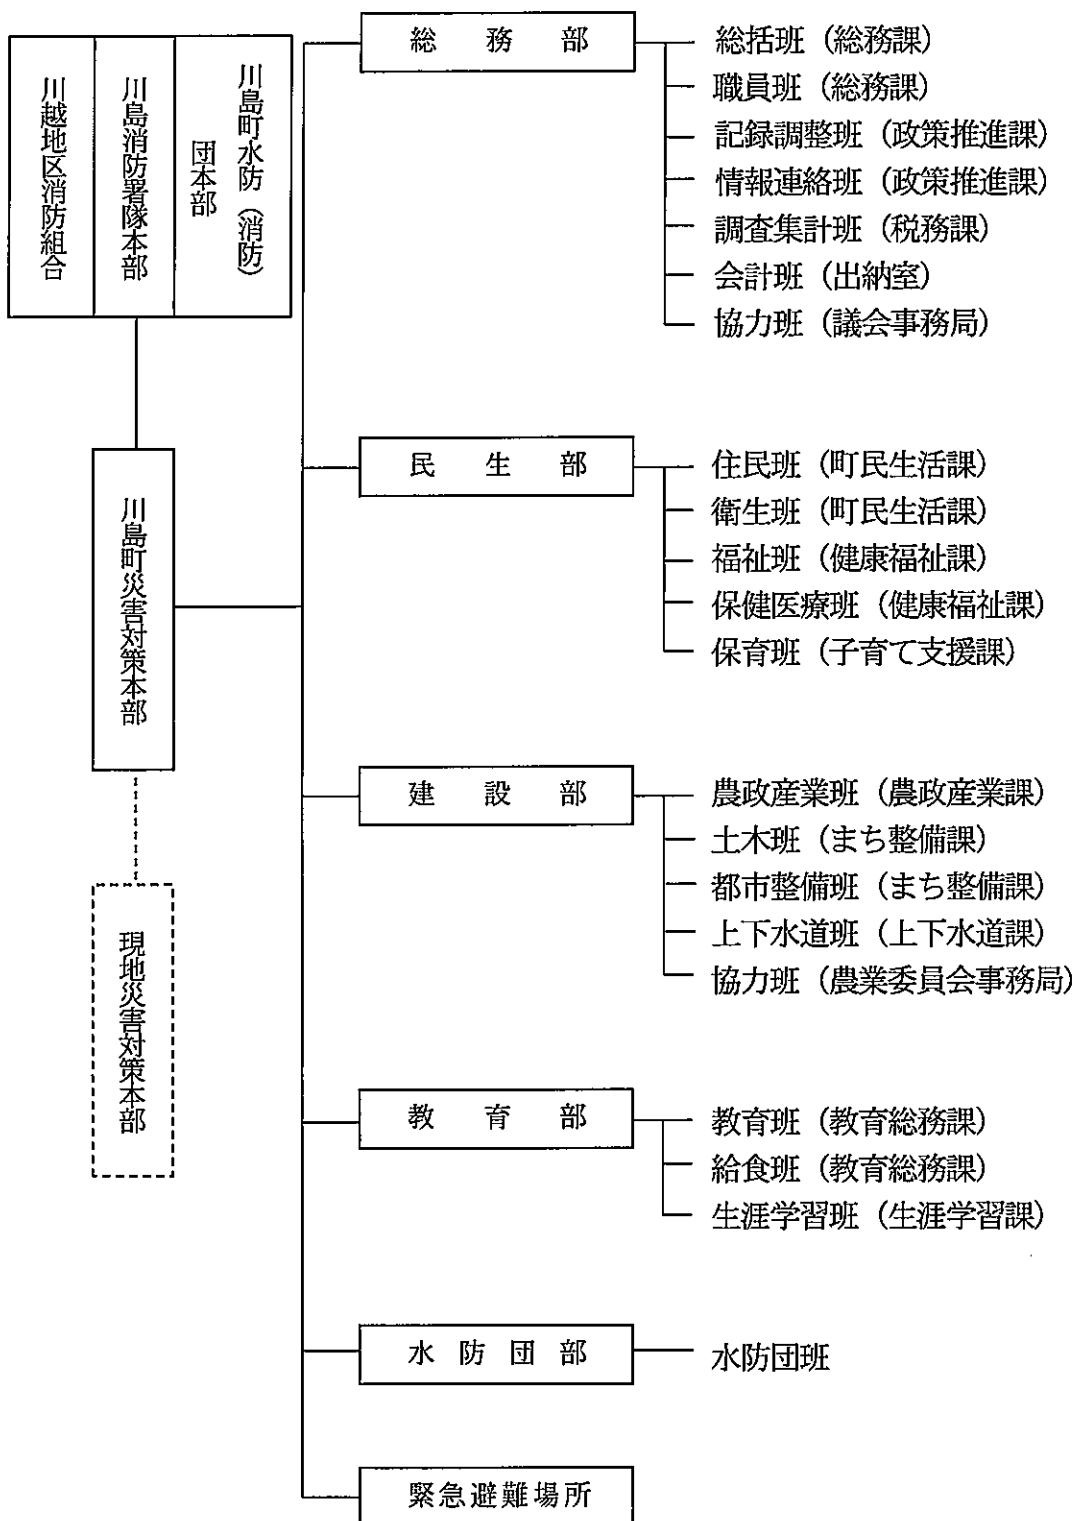 川越地区消防組合
川島消防署隊本部
川島町水防（消防）
団本部
川島町災害対策本部
現地災害対策本部
総務部
総括班（総務課）
職員班（総務課）
記録調整班（政策推進課）
情報連絡班（政策推進課）
調査集計班（税務課）
会計班（出納室）
協力班（議会事務局）
民生部
住民班（町民生活課）
衛生班（町民生活課）
福祉班（健康福祉課）
保健医療班（健康福祉課）
保育班（子育て支援課）
建設部
農政産業班（農政産業課）
土木班（まち整備課）
都市整備班（まち整備課）
上下水道班（上下水道課）
協力班（農業委員会事務局）
教育部
教育班（教育総務課）
給食班（教育総務課）
生涯学習班（生涯学習課）
水防団部
水防団班
緊急避難場所